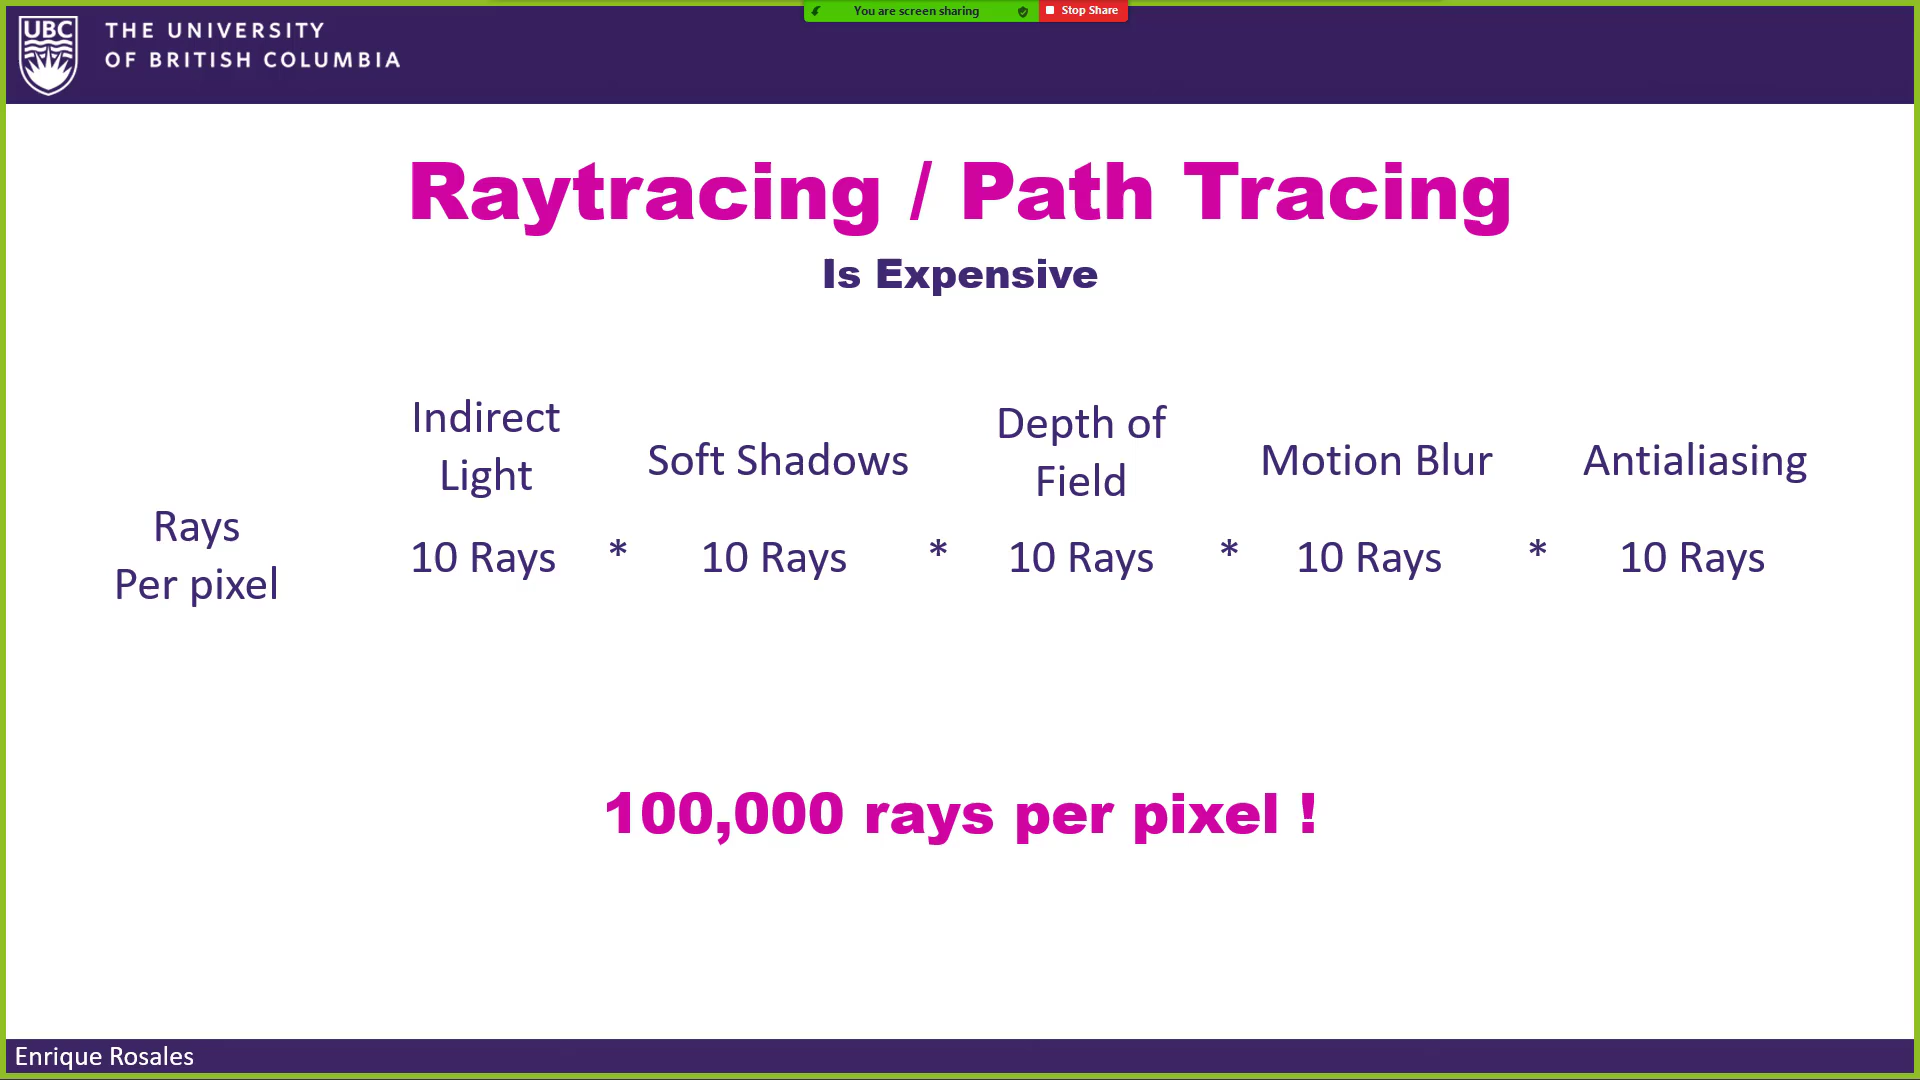 You are screen sharing
Stop Share
UBC
THE UNIVERSITY
OF BRITISH COLUMBIA
Raytracing / Path Tracing
Is Expensive
Indirect
Light
Soft Shadows
Depth of
Field
Motion Blur
Antialiasing
Rays
Per pixel
10 Rays * 10 Rays * 10 Rays * 10 Rays * 10 Rays
100,000 rays per pixel !
Enrique Rosales